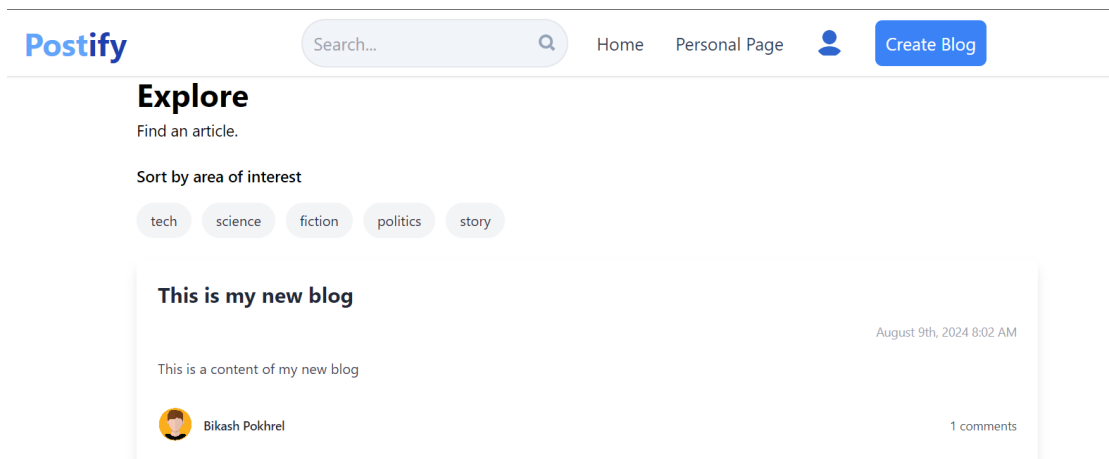 Postify
Search...
Home
Personal Page
Create Blog
Explore
Find an article.
Sort by area of interest
tech science fiction politics story
This is my new blog
August 9th, 2024 8:02 AM
This is a content of my new blog
Bikash Pokhrel
1 comments